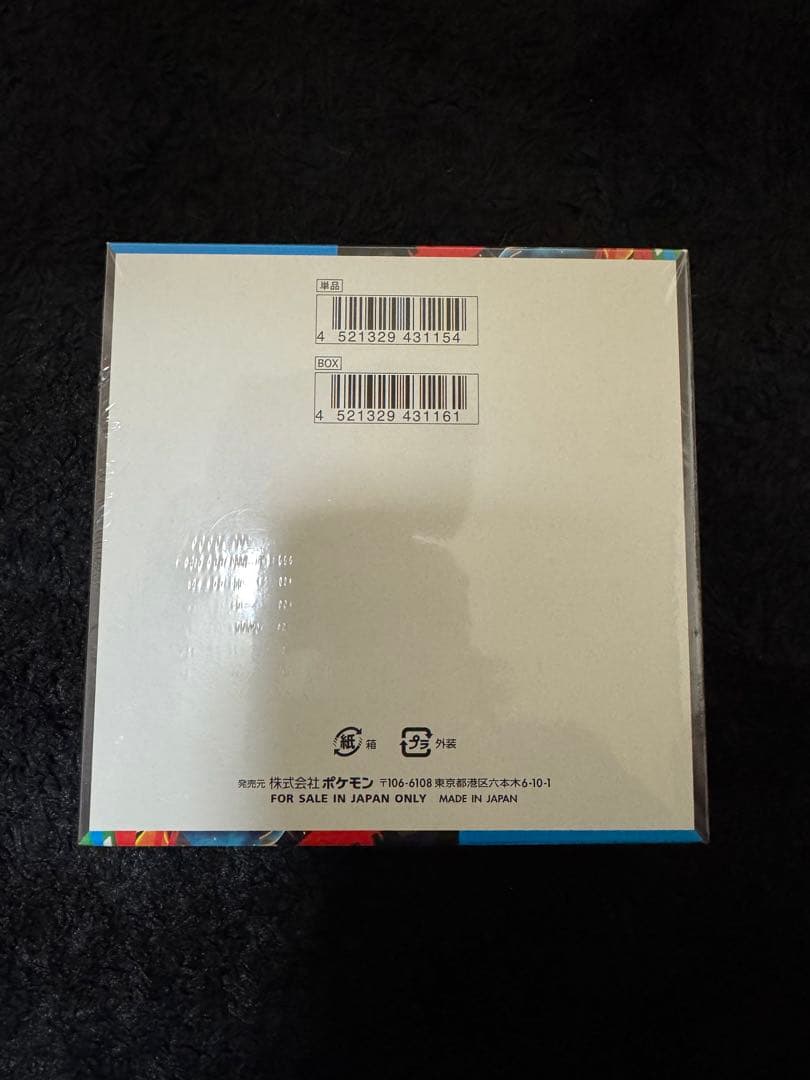 単品
4 521329 431154
BOX
4 521329 431161
紙 箱 プラ 外装
発売元 株式会社ポケモン 〒106-6108 東京都港区六本木6-10-1
FOR SALE IN JAPAN ONLY MADE IN JAPAN